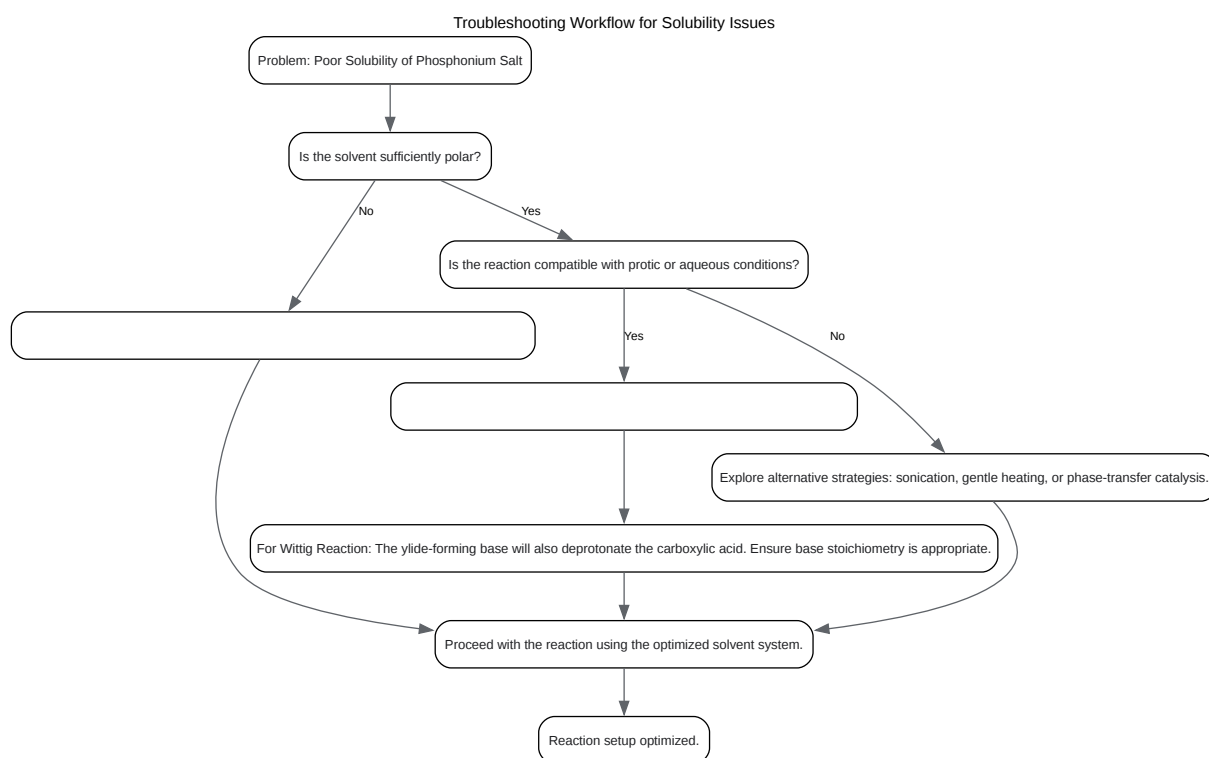 Troubleshooting Workflow for Solubility Issues
Problem: Poor Solubility of Phosphonium Salt
Is the solvent sufficiently polar?
No
Yes
Is the reaction compatible with protic or aqueous conditions?
Yes
No
Explore alternative strategies: sonication, gentle heating, or phase-transfer catalysis.
For Wittig Reaction: The ylide-forming base will also deprotonate the carboxylic acid. Ensure base stoichiometry is appropriate.
Proceed with the reaction using the optimized solvent system.
Reaction setup optimized.